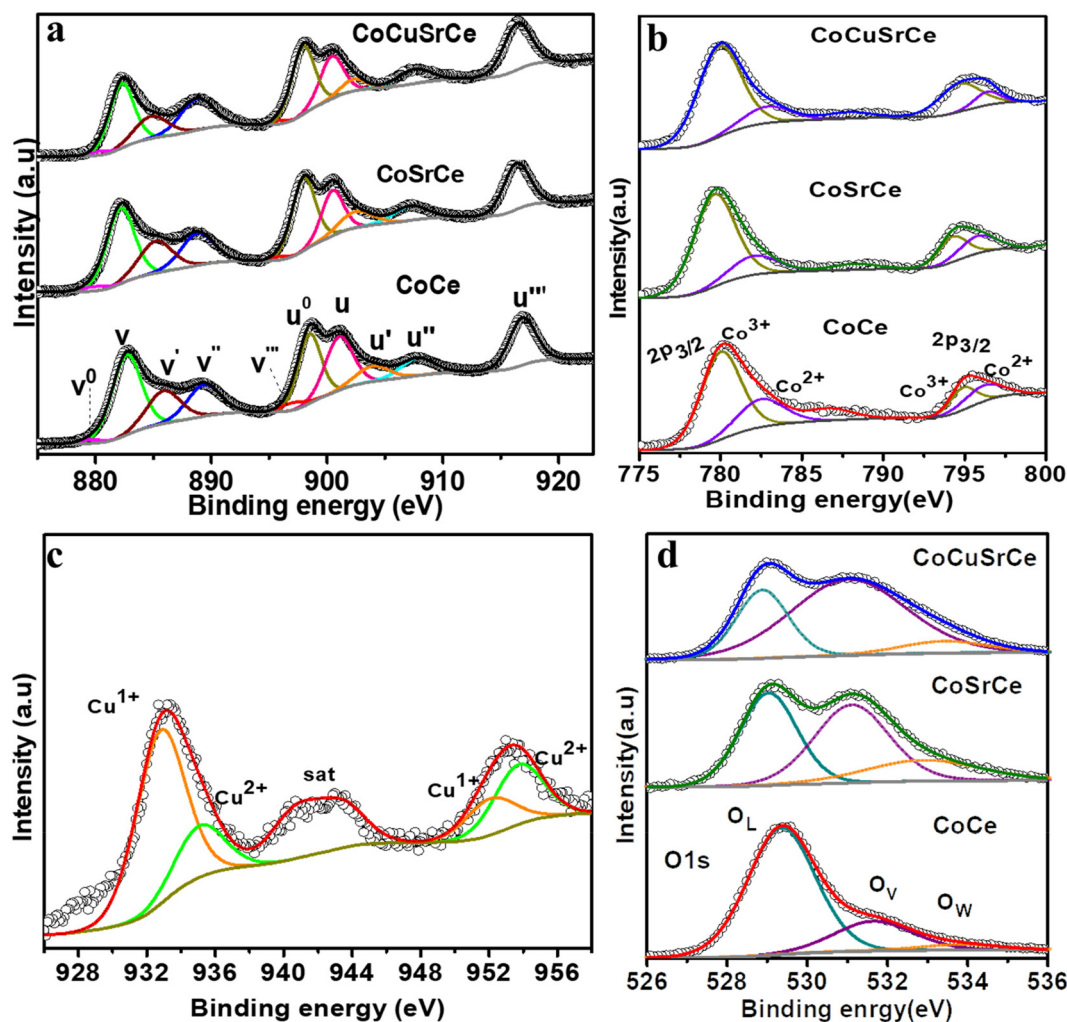 a
CoCuSrCe
CoSrCe
CoCe
v⁰
v
v'
v''
v'''
u⁰
u
u'
u''
u''''
Intensity (a.u)
880 890 900 910 920
Binding energy (eV)
b
CoCuSrCe
CoSrCe
CoCe
2P3/2
Co³⁺
Co²⁺
2p3/2
Co³⁺
Co²⁺
Intensity(a.u)
775 780 785 790 795 800
Binding energy(eV)
c
Cu¹⁺
Cu²⁺
sat
Cu¹⁺
Cu²⁺
Intensity (a.u)
928 932 936 940 944 948 952 956
Binding energy (eV)
d
CoCuSrCe
CoSrCe
CoCe
O1s
O_L
O_V
O_W
Intensity(a.u)
526 528 530 532 534 536
Binding enrgy(eV)